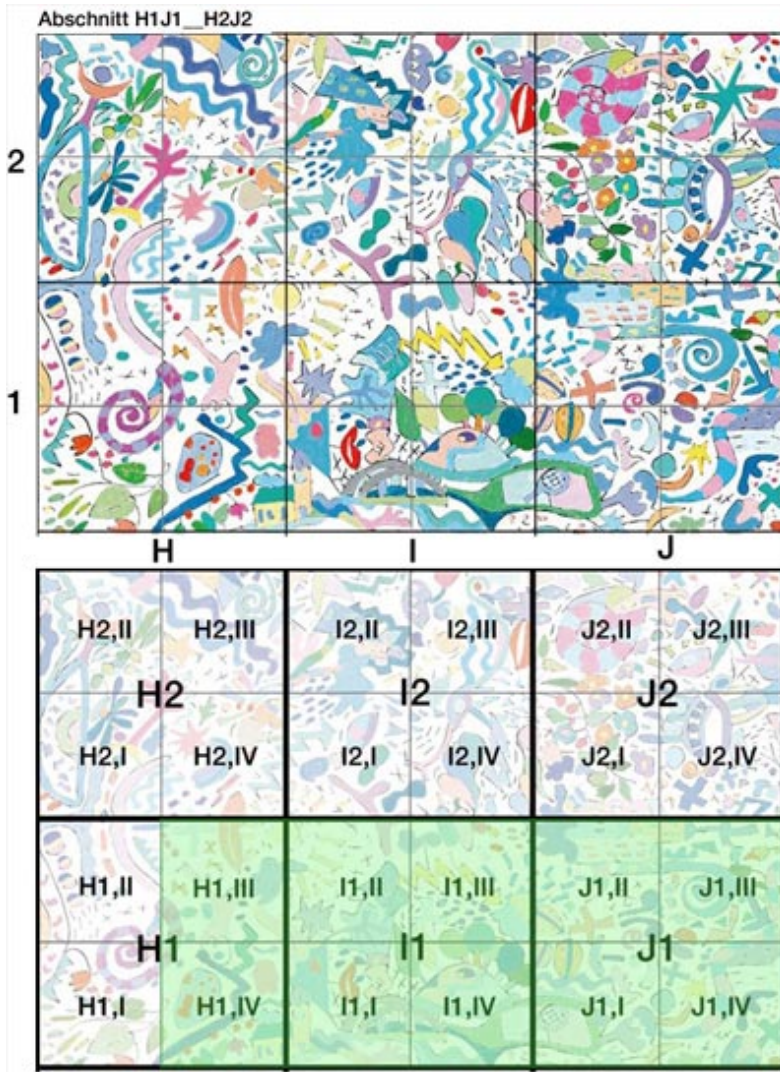 Abschnitt H1J1__H2J2
2
1
H I J
H2,II H2,III I2,II I2,III J2,II J2,III
H2 I2 J2
H2,I H2,IV I2,I I2,IV J2,I J2,IV
H1,II H1,III I1,II I1,III J1,II J1,III
H1 I1 J1
H1,I H1,IV I1,I I1,IV J1,I J1,IV